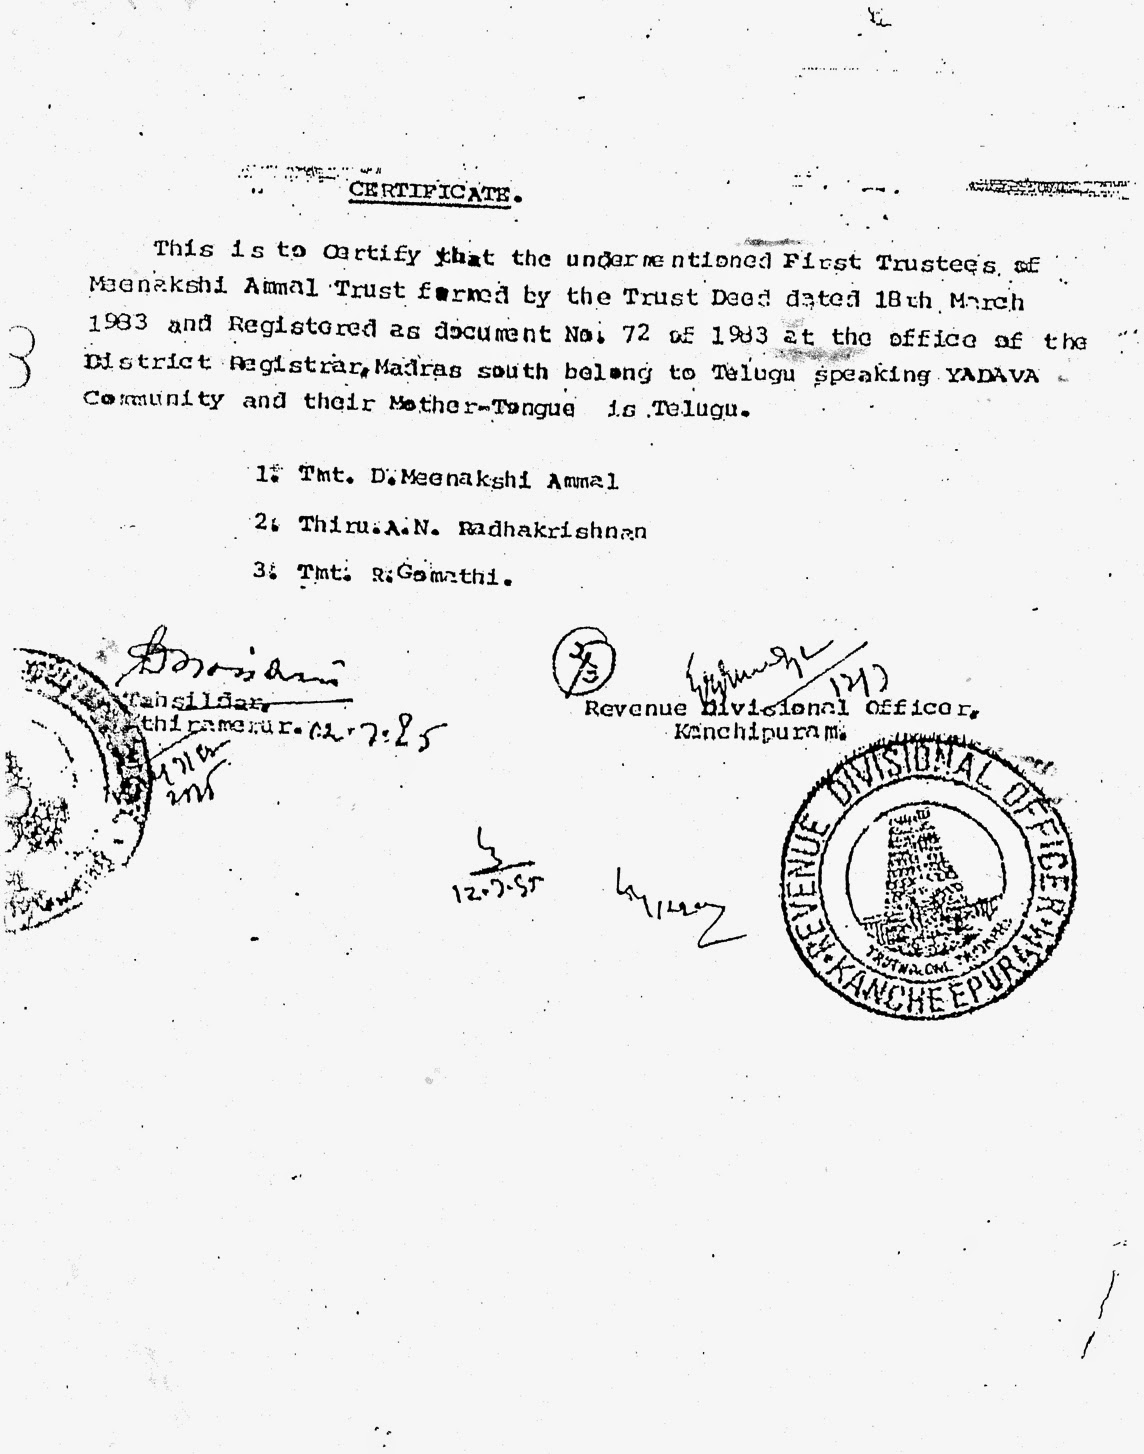 CERTIFICATE.
This is to Certify that the undermentioned First Trustees of
Meenakshi Ammal Trust formed by the Trust Deed dated 18th March
1983 and Registered as document No. 72 of 1983 at the office of the
District Registrar, Madras south belong to Telugu speaking YADAVA
Community and their Mother-Tongue is Telugu.
1. Tmt. D.Meenakshi Ammal
2. Thiru.A.N. Radhakrishnan
3. Tmt. R.Gomathi.
Tahsildar,
thiramerur. 02.7.85
12/7
Revenue Divisional Officer,
Kanchipuram.
12.7.85
REVENUE DIVISIONAL OFFICER
KANCHEEPURAM